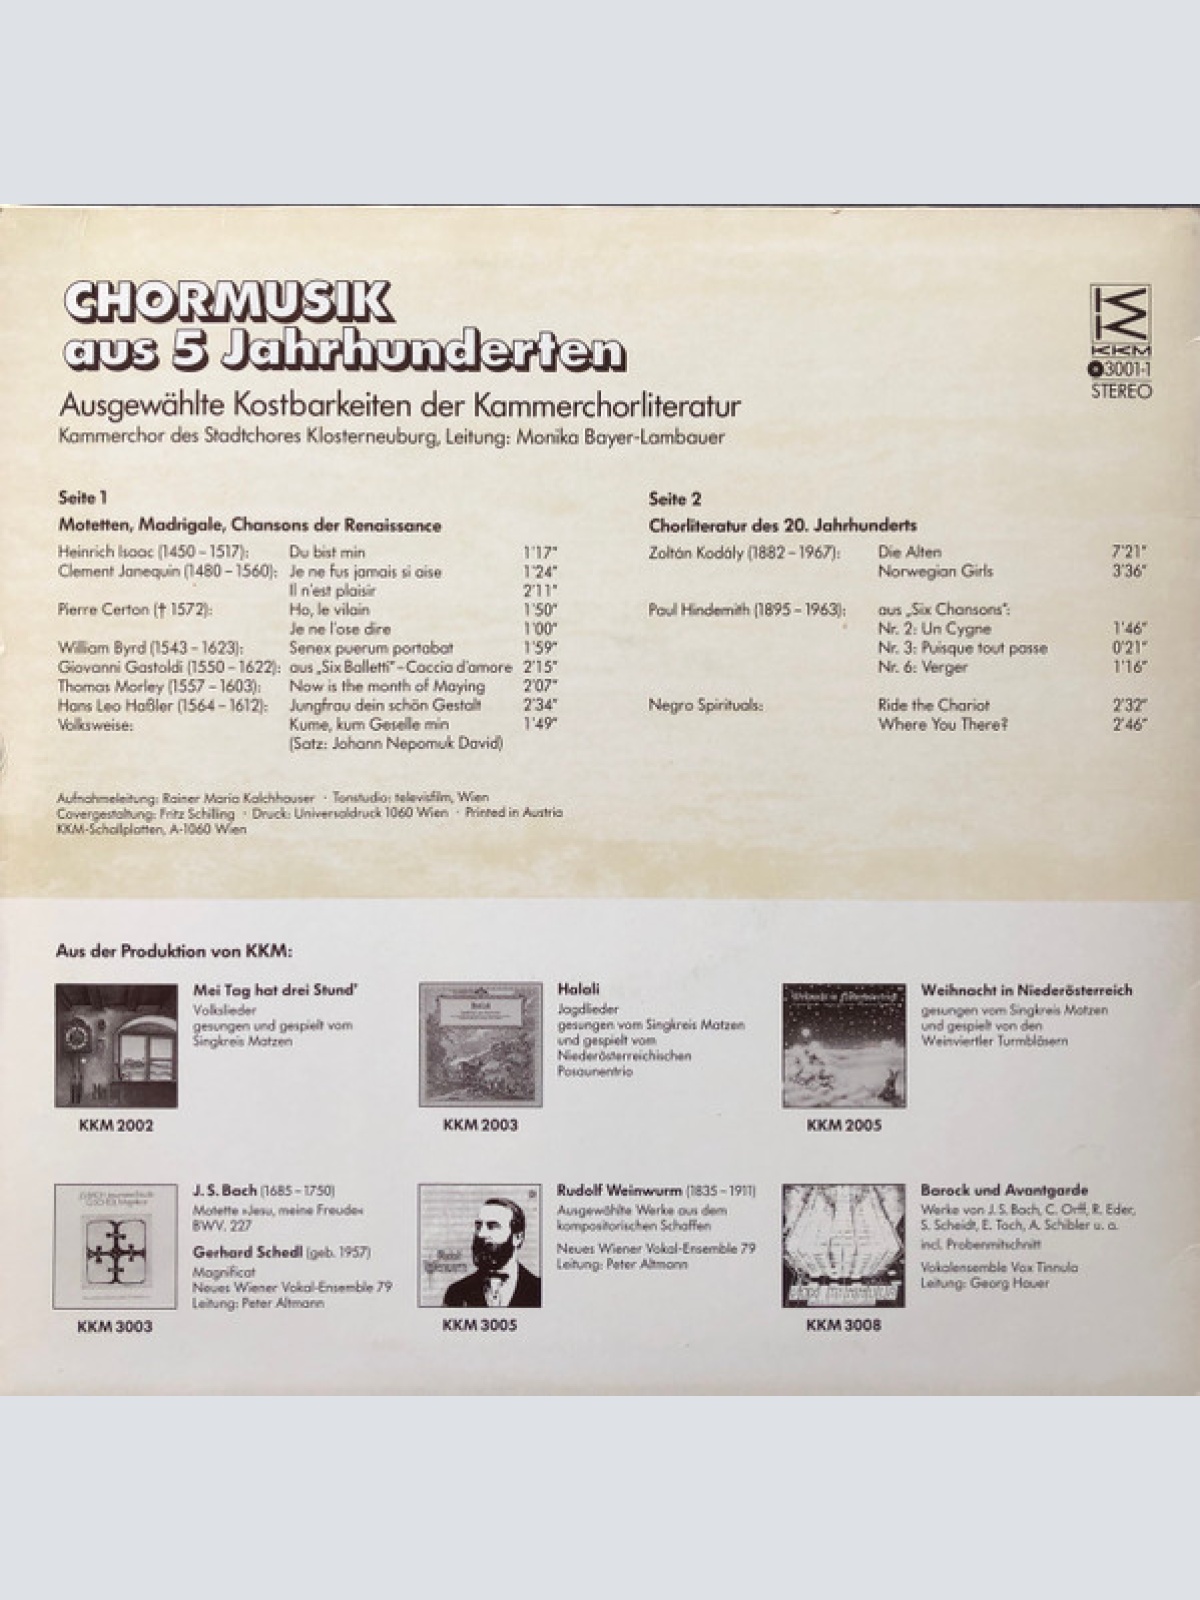 CHORMUSIK
aus 5 Jahrhunderten
Ausgewählte Kostbarkeiten der Kammerchorliteratur
Kammerchor des Stadtchores Klosterneuburg, Leitung: Monika Bayer-Lambauer
KKM
3001-1
STEREO
Seite 1
Motetten, Madrigale, Chansons der Renaissance
Heinrich Isaac (1450 – 1517): Du bist min 1'17"
Clement Janequin (1480 – 1560): Je ne fus jamais si aise 1'24"
Il n'est plaisir 2'11"
Pierre Certon († 1572): Ho, le vilain 1'50"
Je ne l'ose dire 1'00"
William Byrd (1543 – 1623): Senex puerum portabat 1'59"
Giovanni Gastoldi (1550 – 1622): aus „Six Balletti" – Caccia d'amore 2'15"
Thomas Morley (1557 – 1603): Now is the month of Maying 2'07"
Hans Leo Haßler (1564 – 1612): Jungfrau dein schön Gestalt 2'34"
Volksweise: Kume, kum Geselle min 1'49"
(Satz: Johann Nepomuk David)
Seite 2
Chorliteratur des 20. Jahrhunderts
Zoltán Kodály (1882 – 1967): Die Alten 7'21"
Norwegian Girls 3'36"
Paul Hindemith (1895 – 1963): aus „Six Chansons":
Nr. 2: Un Cygne 1'46"
Nr. 3: Puisque tout passe 0'21"
Nr. 6: Verger 1'16"
Negro Spirituals: Ride the Chariot 2'32"
Where You There? 2'46"
Aufnahmeleitung: Rainer Maria Kalchhauser · Tonstudio: televisfilm, Wien
Covergestaltung: Fritz Schilling · Druck: Universaldruck 1060 Wien · Printed in Austria
KKM-Schallplatten, A-1060 Wien
Aus der Produktion von KKM:
Mei Tag hat drei Stund'
Volkslieder
gesungen und gespielt vom
Singkreis Matzen
KKM 2002
Halali
Jagdlieder
gesungen vom Singkreis Matzen
und gespielt vom
Niederösterreichischen
Posaunentrio
KKM 2003
Weihnacht in Niederösterreich
gesungen vom Singkreis Matzen
und gespielt von den
Weinviertler Turmbläsern
KKM 2005
J. S. Bach (1685 – 1750)
Motette »Jesu, meine Freude«
BWV. 227
Gerhard Schedl (geb. 1957)
Magnificat
Neues Wiener Vokal-Ensemble 79
Leitung: Peter Altmann
KKM 3003
Rudolf Weinwurm (1835 – 1911)
Ausgewählte Werke aus dem
kompositorischen Schaffen
Neues Wiener Vokal-Ensemble 79
Leitung: Peter Altmann
KKM 3005
Barock und Avantgarde
Werke von J. S. Bach, C. Orff, R. Eder,
S. Scheidt, E. Toch, A. Schibler u. a.
incl. Probenmitschnitt
Vokalensemble Vox Tinnula
Leitung: Georg Hauer
KKM 3008